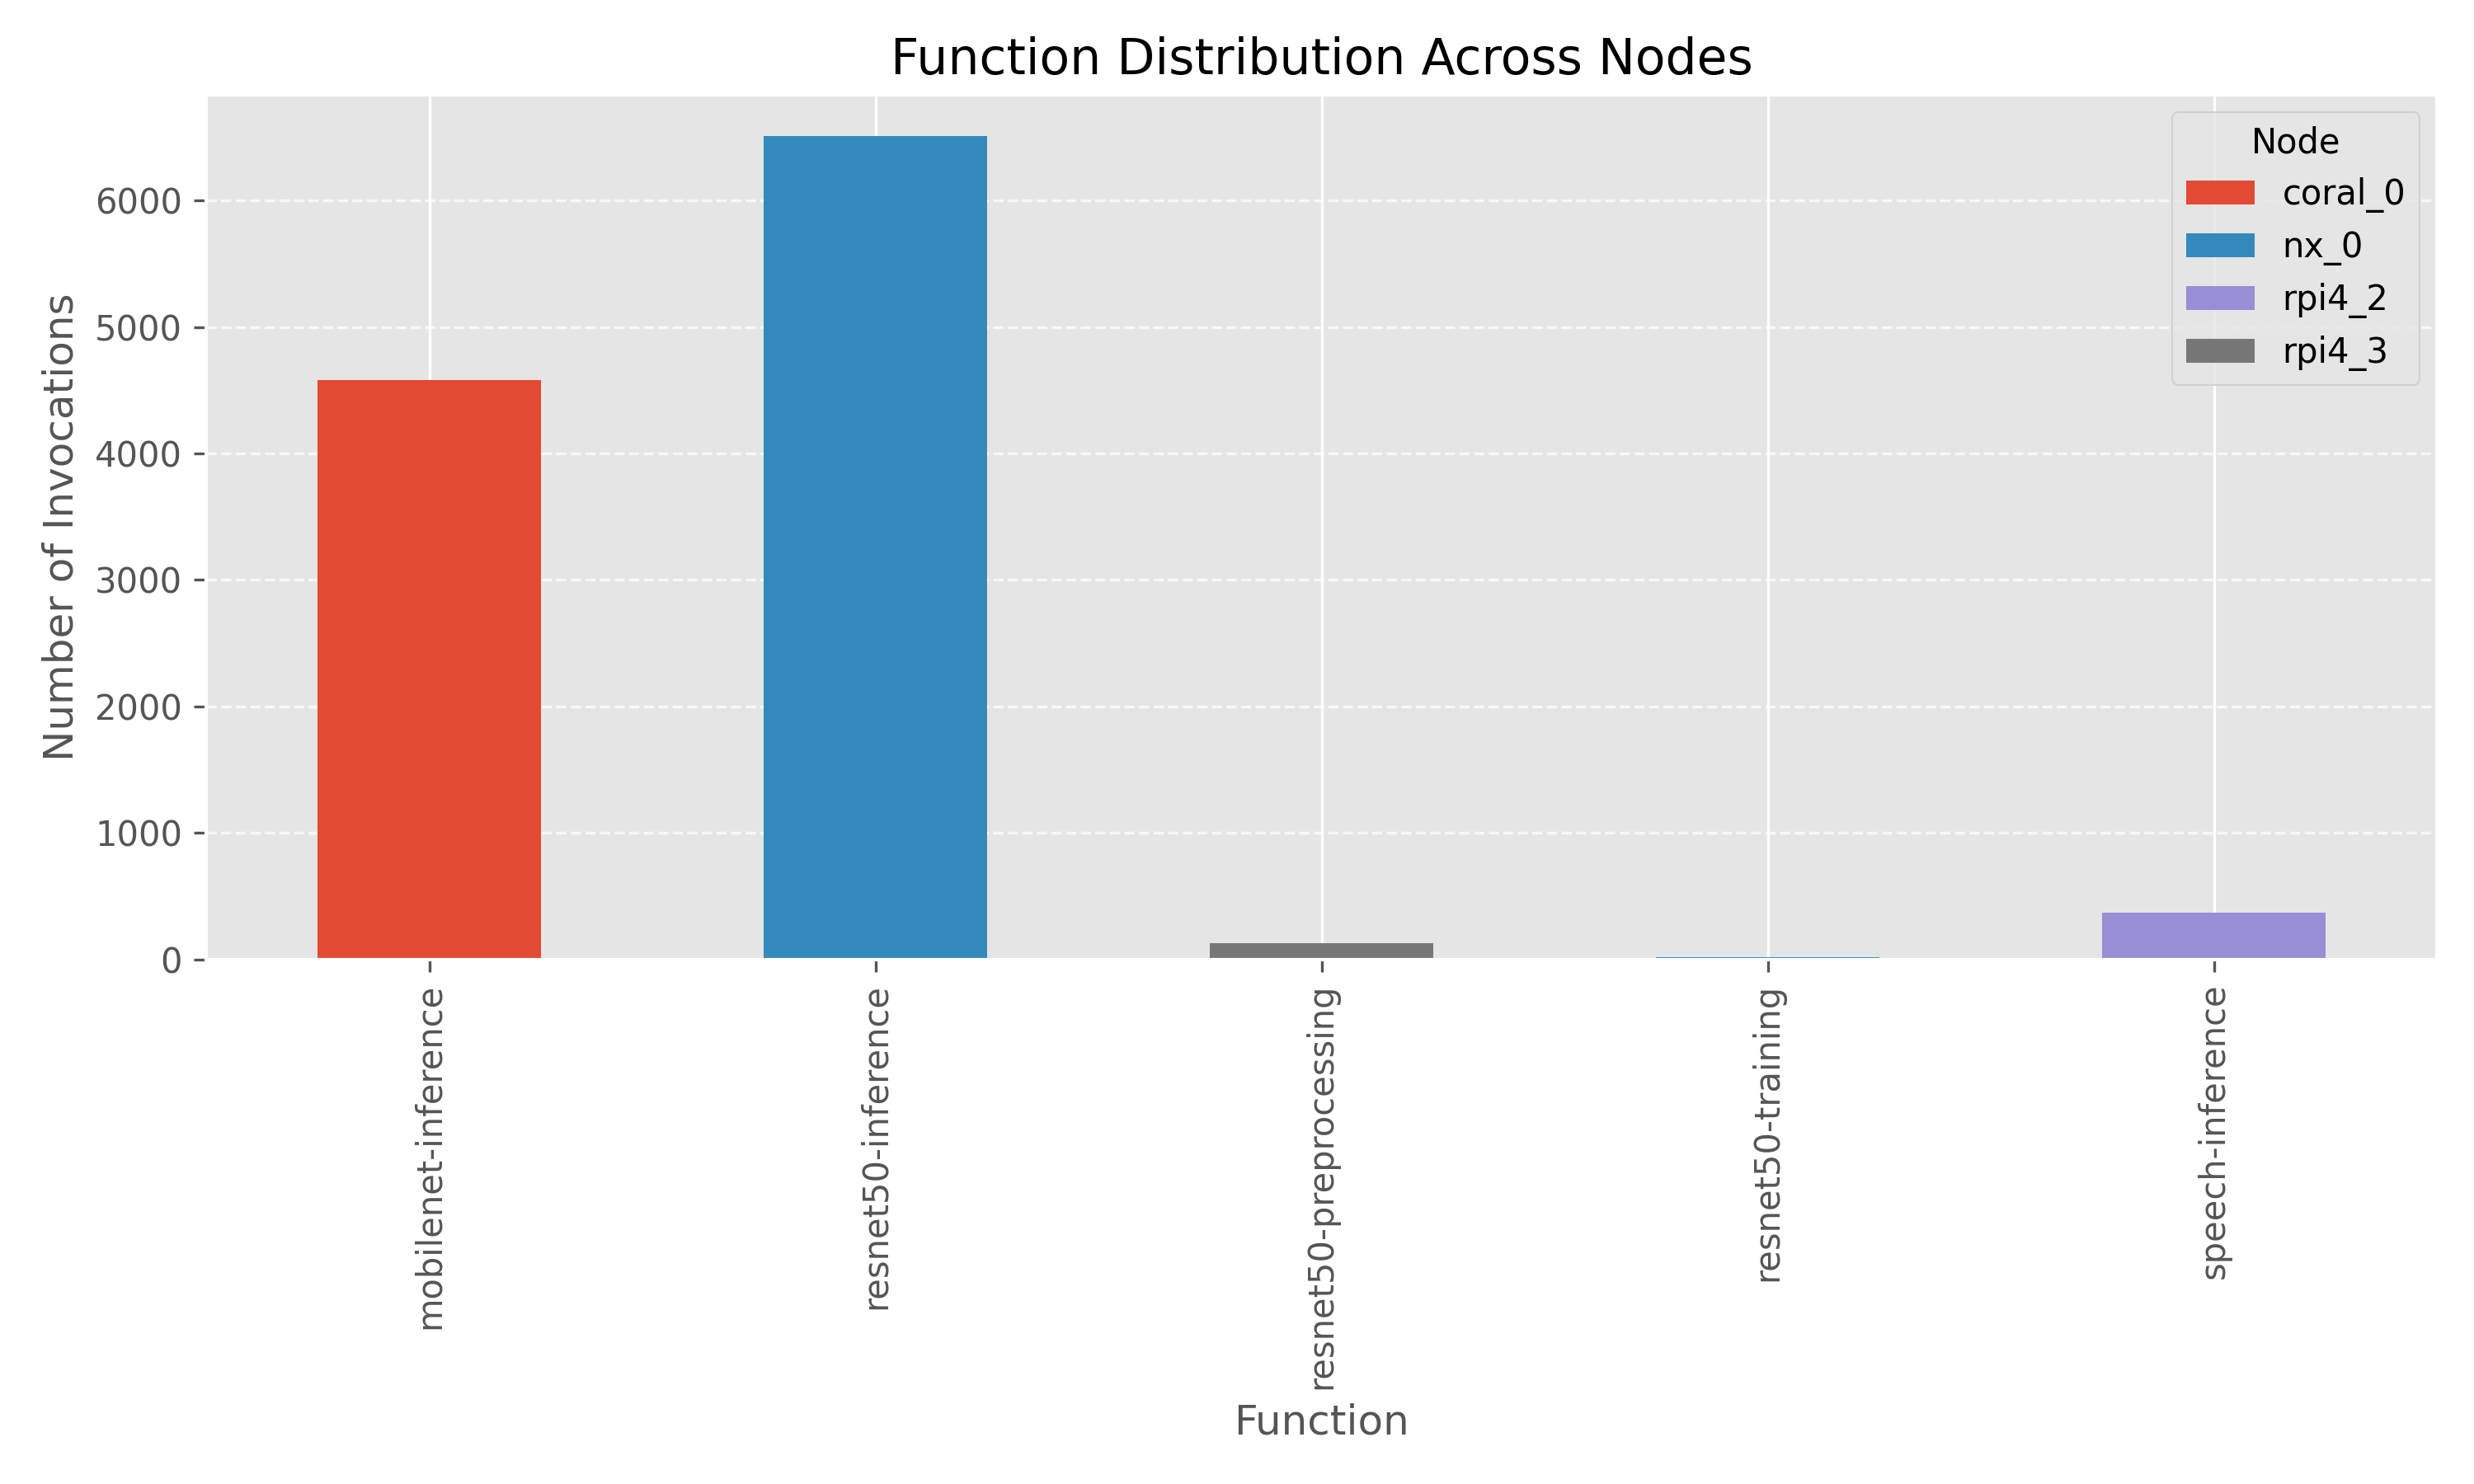 Function Distribution Across Nodes
Number of Invocations
6000
5000
4000
3000
2000
1000
0
Node
coral_0
nx_0
rpi4_2
rpi4_3
mobilenet-inference
resnet50-inference
resnet50-preprocessing
resnet50-training
speech-inference
Function